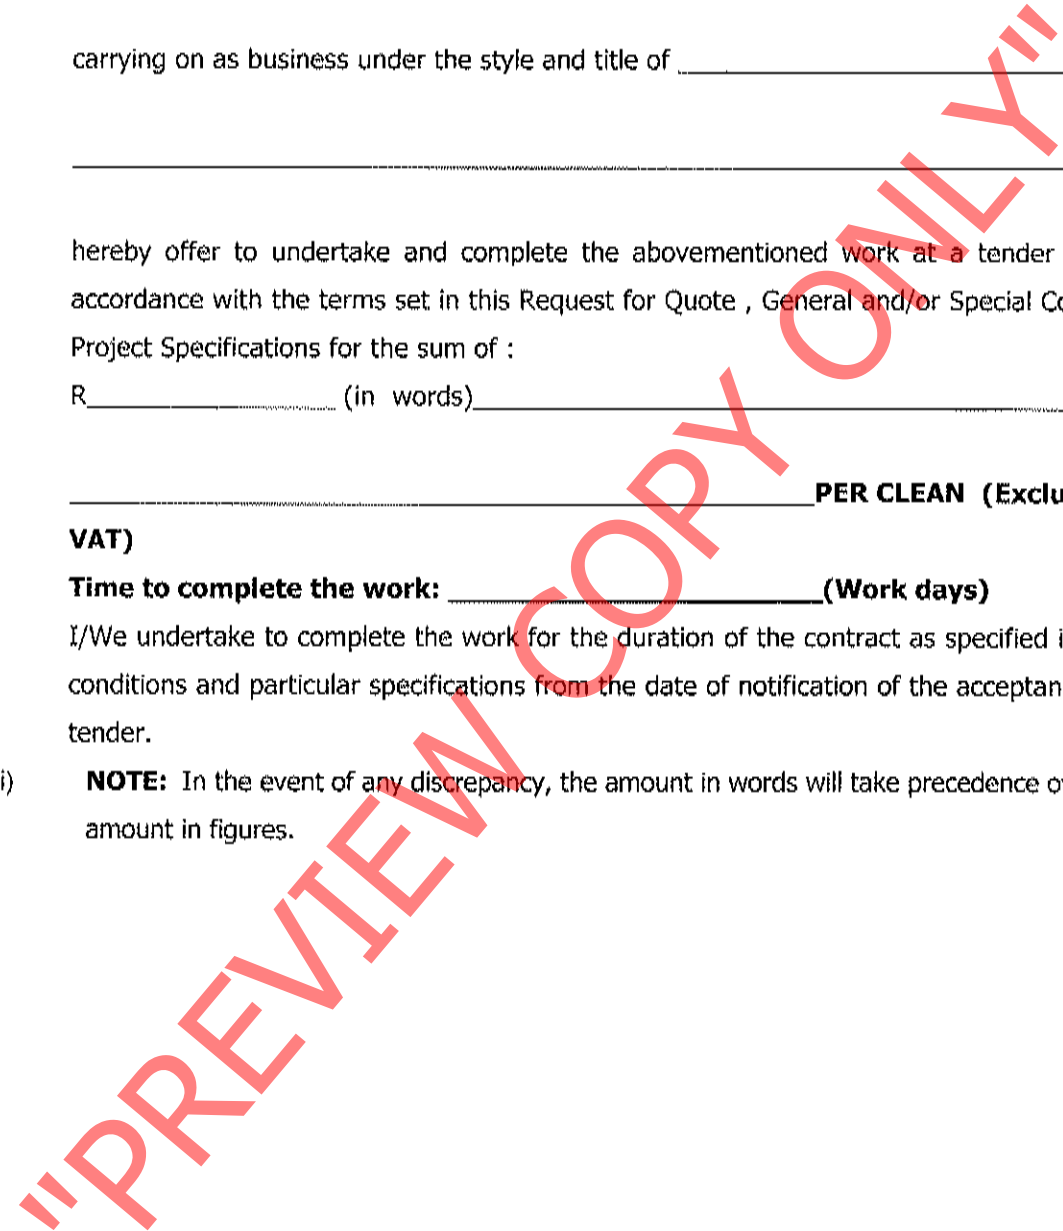 carrying on as business under the style and title of
hereby offer to undertake and complete the abovementioned work at a tender
accordance with the terms set in this Request for Quote , General and/or Special Co
Project Specifications for the sum of :
R____________ (in words)____________
____________PER CLEAN (Exclu
VAT)
Time to complete the work: ____________(Work days)
I/We undertake to complete the work for the duration of the contract as specified i
conditions and particular specifications from the date of notification of the acceptan
tender.
i) NOTE: In the event of any discrepancy, the amount in words will take precedence o
amount in figures.
"PREVIEW COPY ONLY"